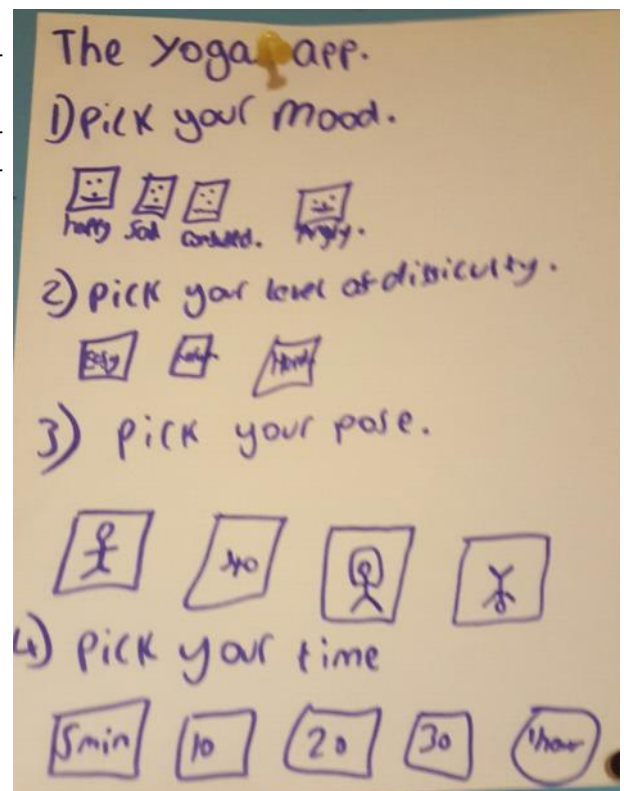 The yoga app.
1) pick your mood.
happy sad confused. Angry.
2) pick your level of difficulty.
easy Hard
3) pick your pose.
4) pick your time
5min 10 20 30 1hour